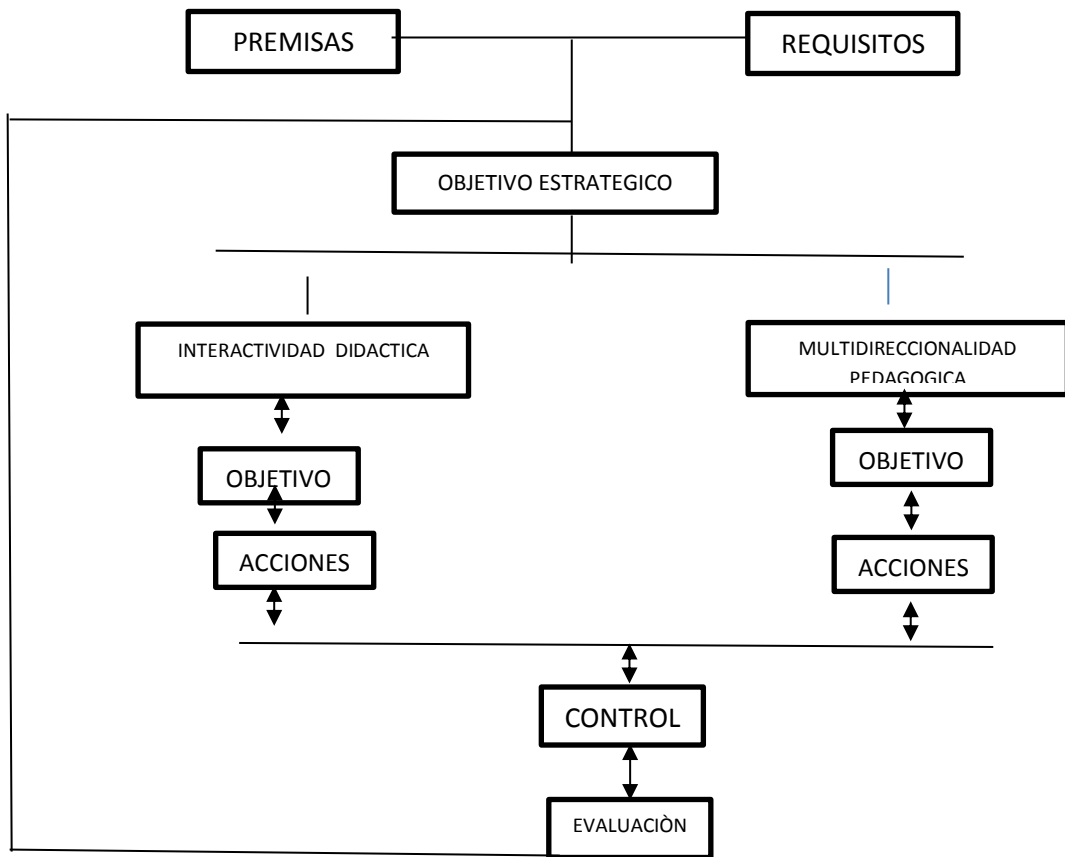 PREMISAS
REQUISITOS
OBJETIVO ESTRATEGICO
INTERACTIVIDAD DIDACTICA
MULTIDIRECCIONALIDAD
PEDAGOGICA
OBJETIVO
OBJETIVO
ACCIONES
ACCIONES
CONTROL
EVALUACIÒN